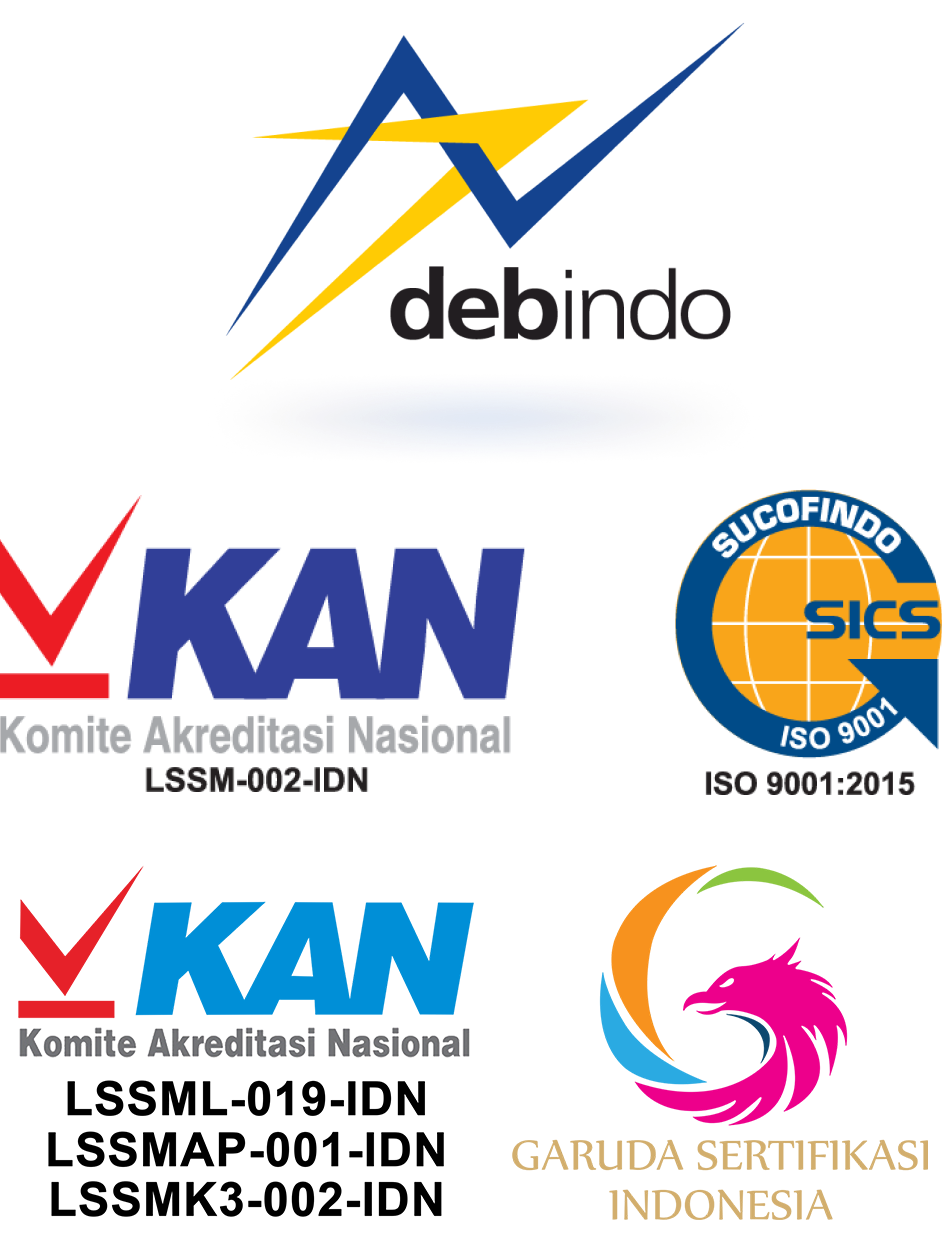 debindo
KAN
Komite Akreditasi Nasional
LSSM-002-IDN
SUCOFINDO
SICS
ISO 9001
ISO 9001:2015
KAN
Komite Akreditasi Nasional
LSSML-019-IDN
LSSMAP-001-IDN
LSSMK3-002-IDN
GARUDA SERTIFIKASI
INDONESIA